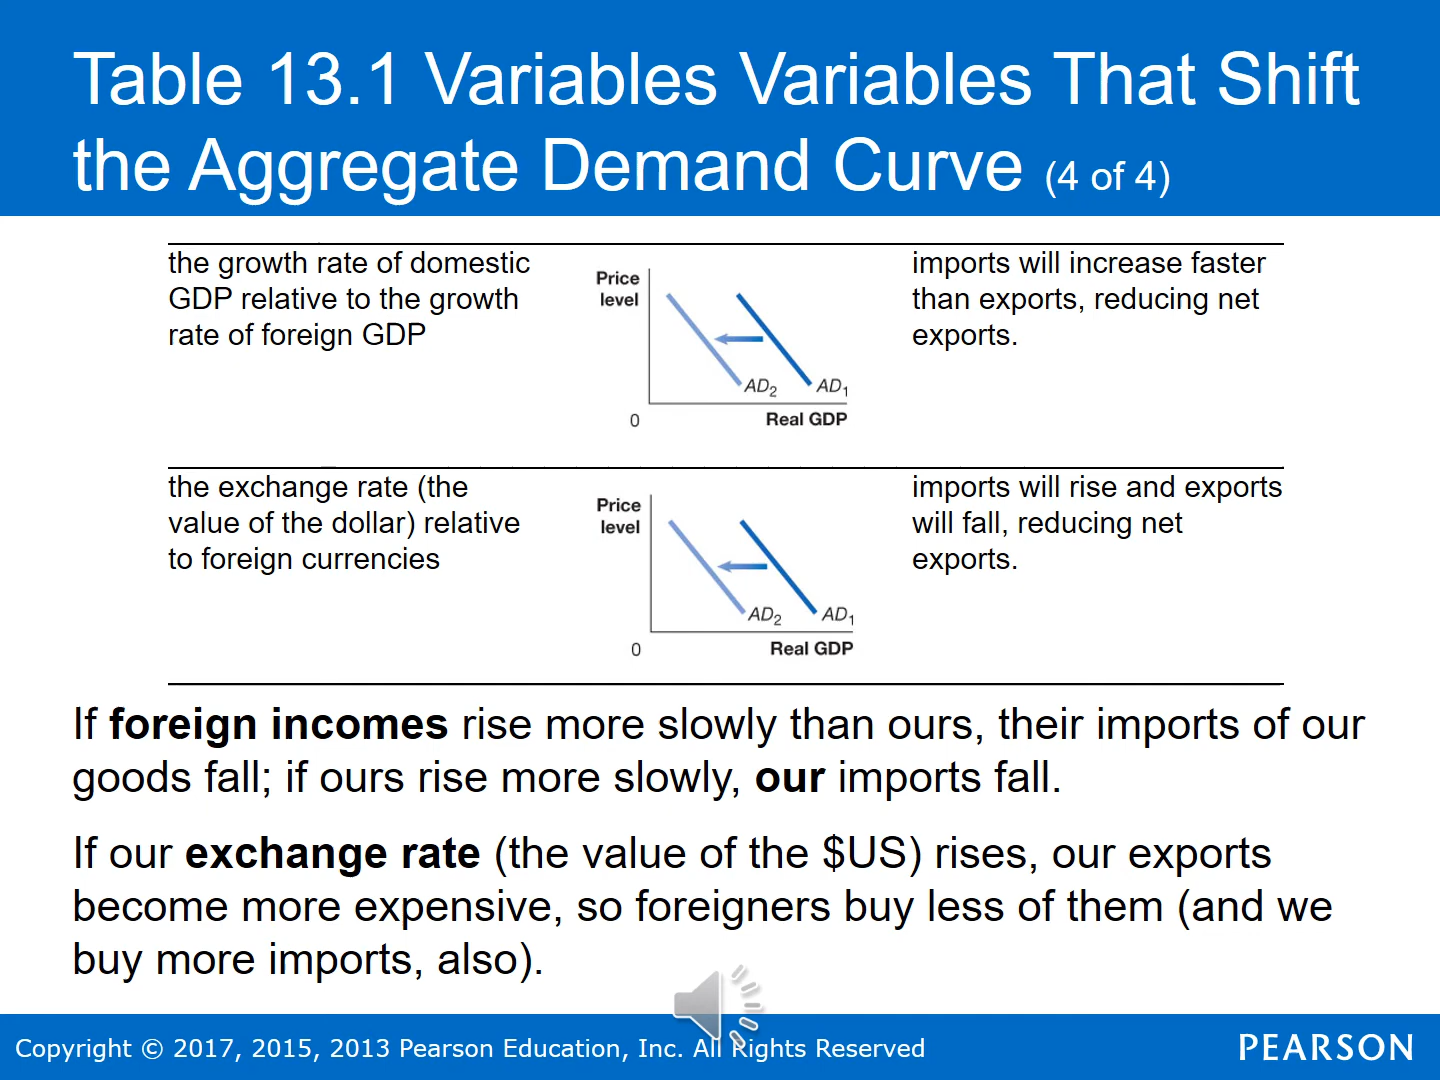 Table 13.1 Variables Variables That Shift
the Aggregate Demand Curve (4 of 4)
the growth rate of domestic
GDP relative to the growth
rate of foreign GDP
Price
level
AD2
AD1
0
Real GDP
imports will increase faster
than exports, reducing net
exports.
the exchange rate (the
value of the dollar) relative
to foreign currencies
Price
level
AD2
AD1
0
Real GDP
imports will rise and exports
will fall, reducing net
exports.
If foreign incomes rise more slowly than ours, their imports of our
goods fall; if ours rise more slowly, our imports fall.
If our exchange rate (the value of the $US) rises, our exports
become more expensive, so foreigners buy less of them (and we
buy more imports, also).
Copyright © 2017, 2015, 2013 Pearson Education, Inc. All Rights Reserved
PEARSON